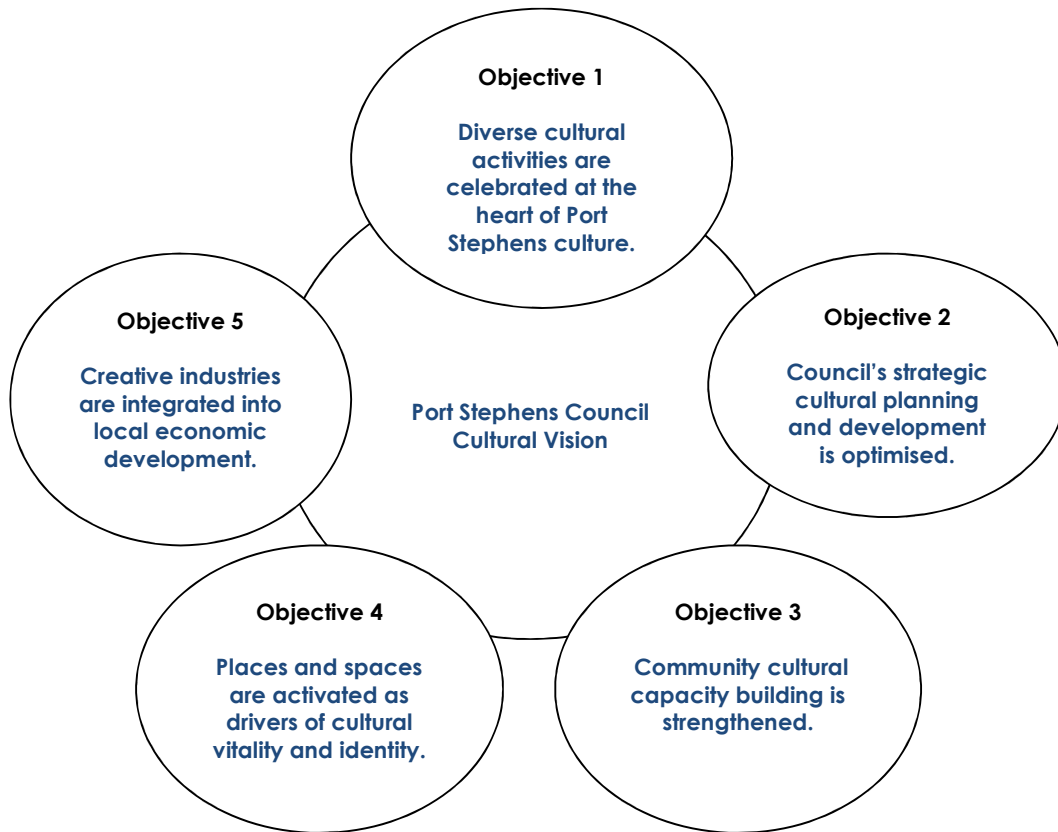 Objective 1
Diverse cultural
activities are
celebrated at the
heart of Port
Stephens culture.
Objective 2
Council's strategic
cultural planning
and development
is optimised.
Objective 3
Community cultural
capacity building is
strengthened.
Objective 4
Places and spaces
are activated as
drivers of cultural
vitality and identity.
Objective 5
Creative industries
are integrated into
local economic
development.
Port Stephens Council
Cultural Vision